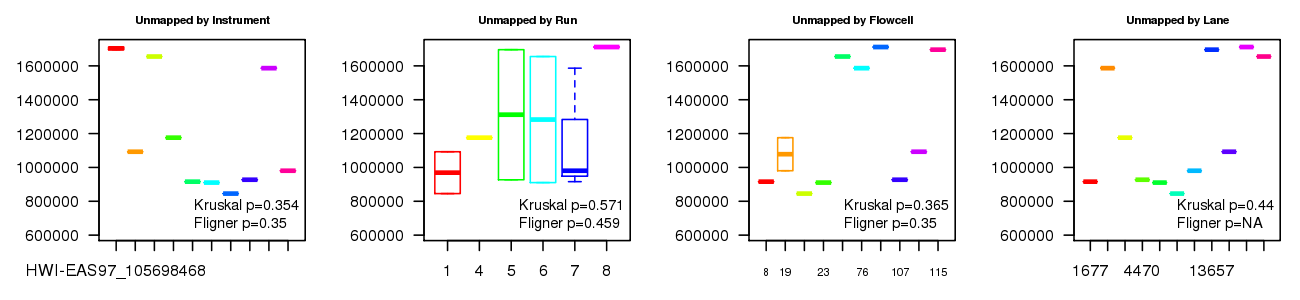 Unmapped by Instrument
1600000
1400000
1200000
1000000
800000
600000
Kruskal p=0.354
Fligner p=0.35
HWI-EAS97_105698468
Unmapped by Run
1600000
1400000
1200000
1000000
800000
600000
Kruskal p=0.571
Fligner p=0.459
1 4 5 6 7 8
Unmapped by Flowcell
1600000
1400000
1200000
1000000
800000
600000
Kruskal p=0.365
Fligner p=0.35
8 19 23 76 107 115
Unmapped by Lane
1600000
1400000
1200000
1000000
800000
600000
Kruskal p=0.44
Fligner p=NA
1677 4470 13657